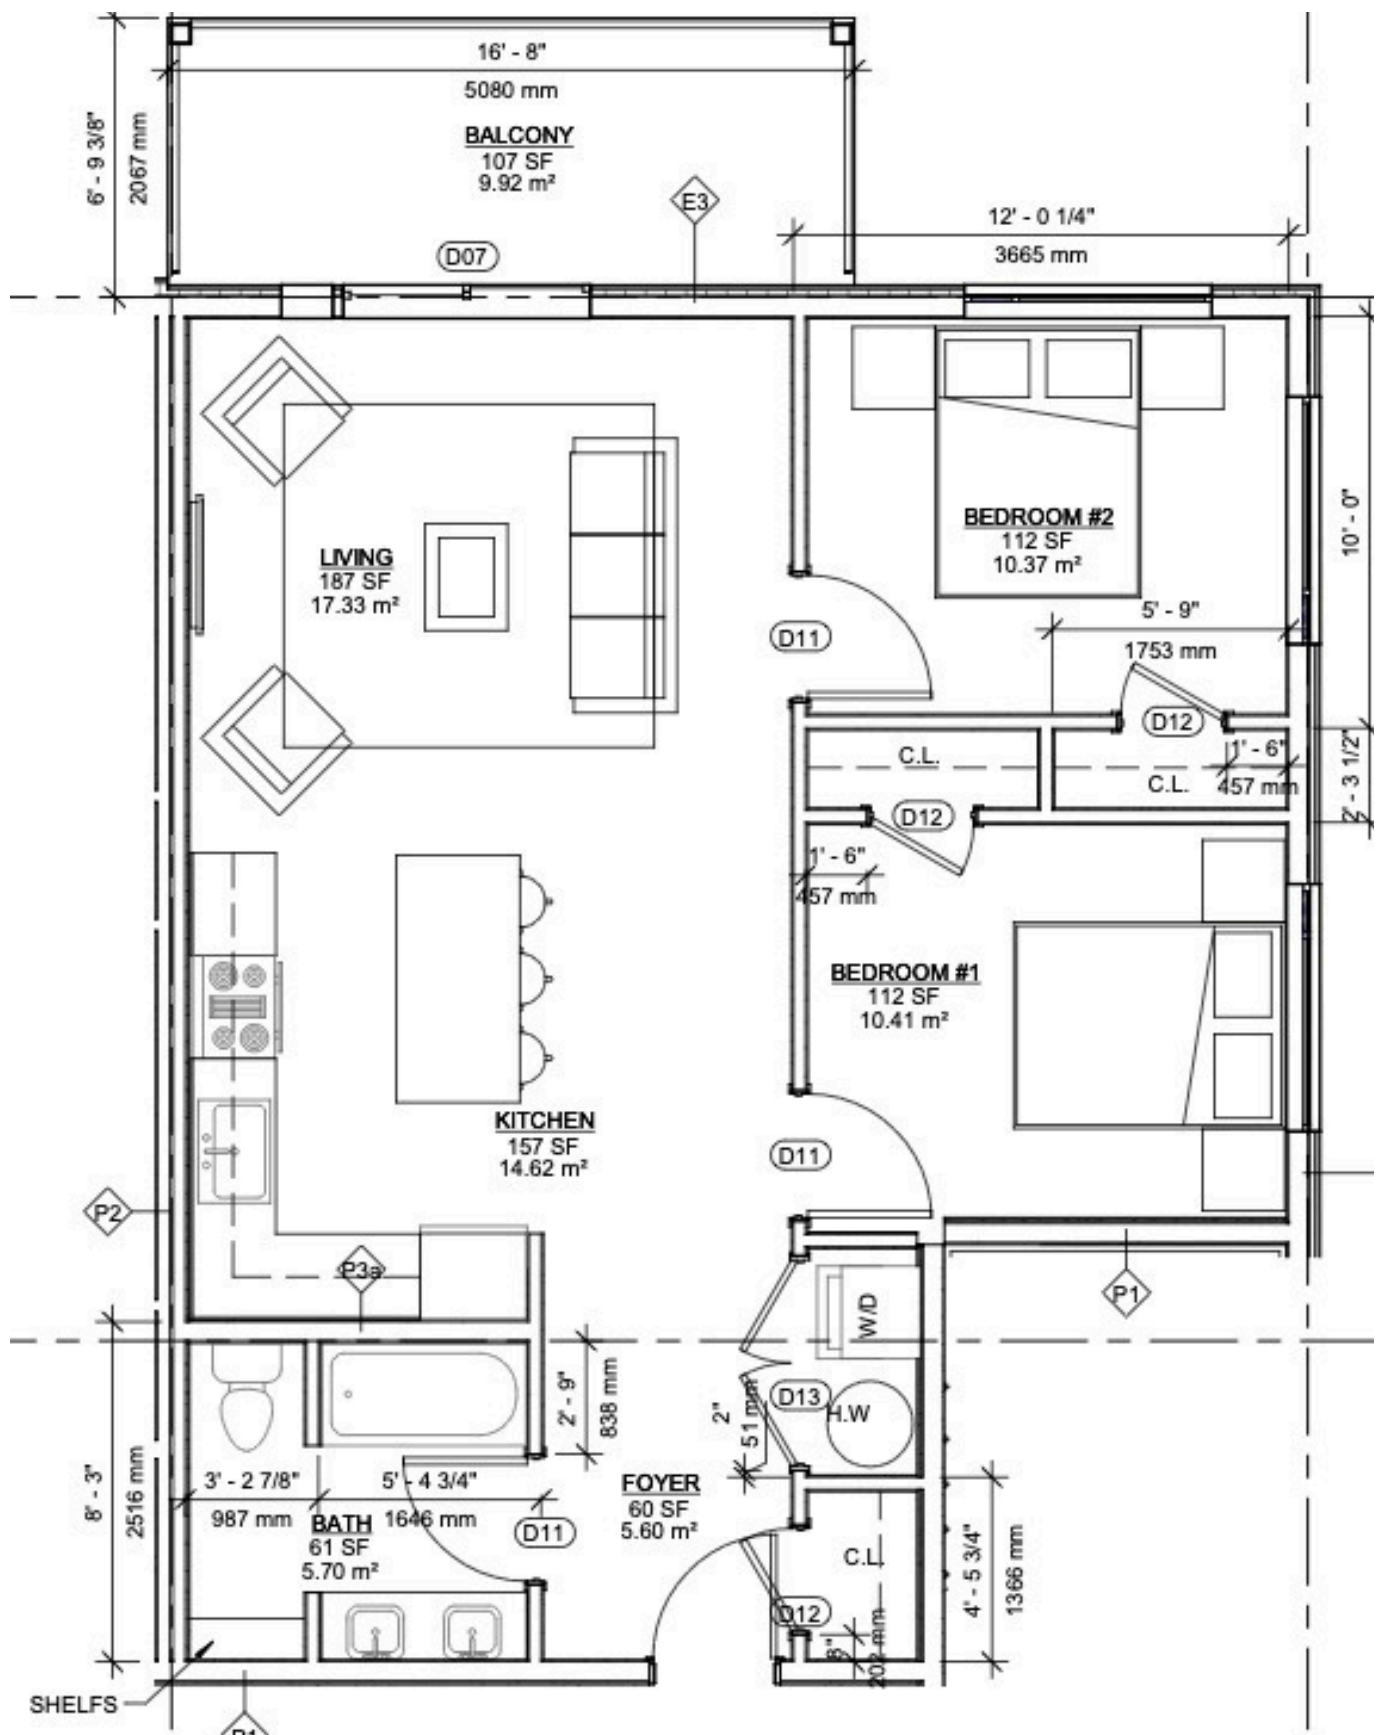 16' - 8"
5080 mm
6' - 9 3/8"
2067 mm
BALCONY
107 SF
9.92 m²
E3
D07
12' - 0 1/4"
3665 mm
10' - 0"
BEDROOM #2
112 SF
10.37 m²
LIVING
187 SF
17.33 m²
D11
5' - 9"
1753 mm
D12
C.L.
1' - 6"
457 mm
C.L.
2' - 3 1/2"
D12
1' - 6"
457 mm
BEDROOM #1
112 SF
10.41 m²
KITCHEN
157 SF
14.62 m²
D11
P2
P3a
P1
W/D
2' - 9"
838 mm
2"
51 mm
D13
H.W
8' - 3"
2516 mm
3' - 2 7/8"
987 mm
5' - 4 3/4"
1646 mm
BATH
61 SF
5.70 m²
D11
FOYER
60 SF
5.60 m²
C.L.
4' - 5 3/4"
1366 mm
D12
8"
202 mm
SHELFS